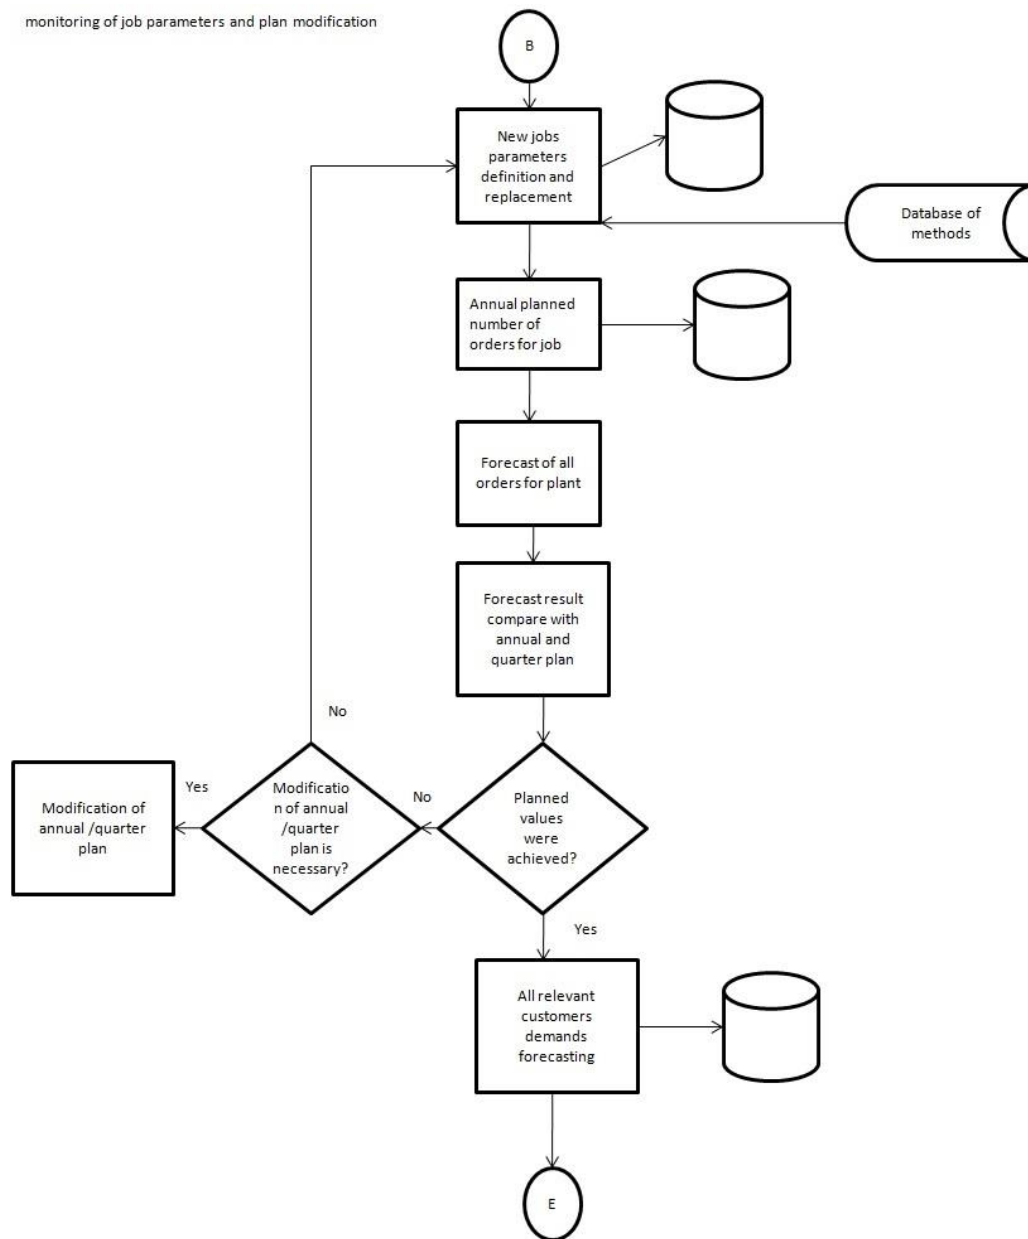 monitoring of job parameters and plan modification
B
New jobs
parameters
definition and
replacement
Database of
methods
Annual planned
number of
orders for job
Forecast of all
orders for plant
Forecast result
compare with
annual and
quarter plan
No
Modification of
annual /quarter
plan
Yes
Modificatio
n of annual
/quarter
plan is
necessary?
No
Planned
values
were
achieved?
Yes
All relevant
customers
demands
forecasting
E